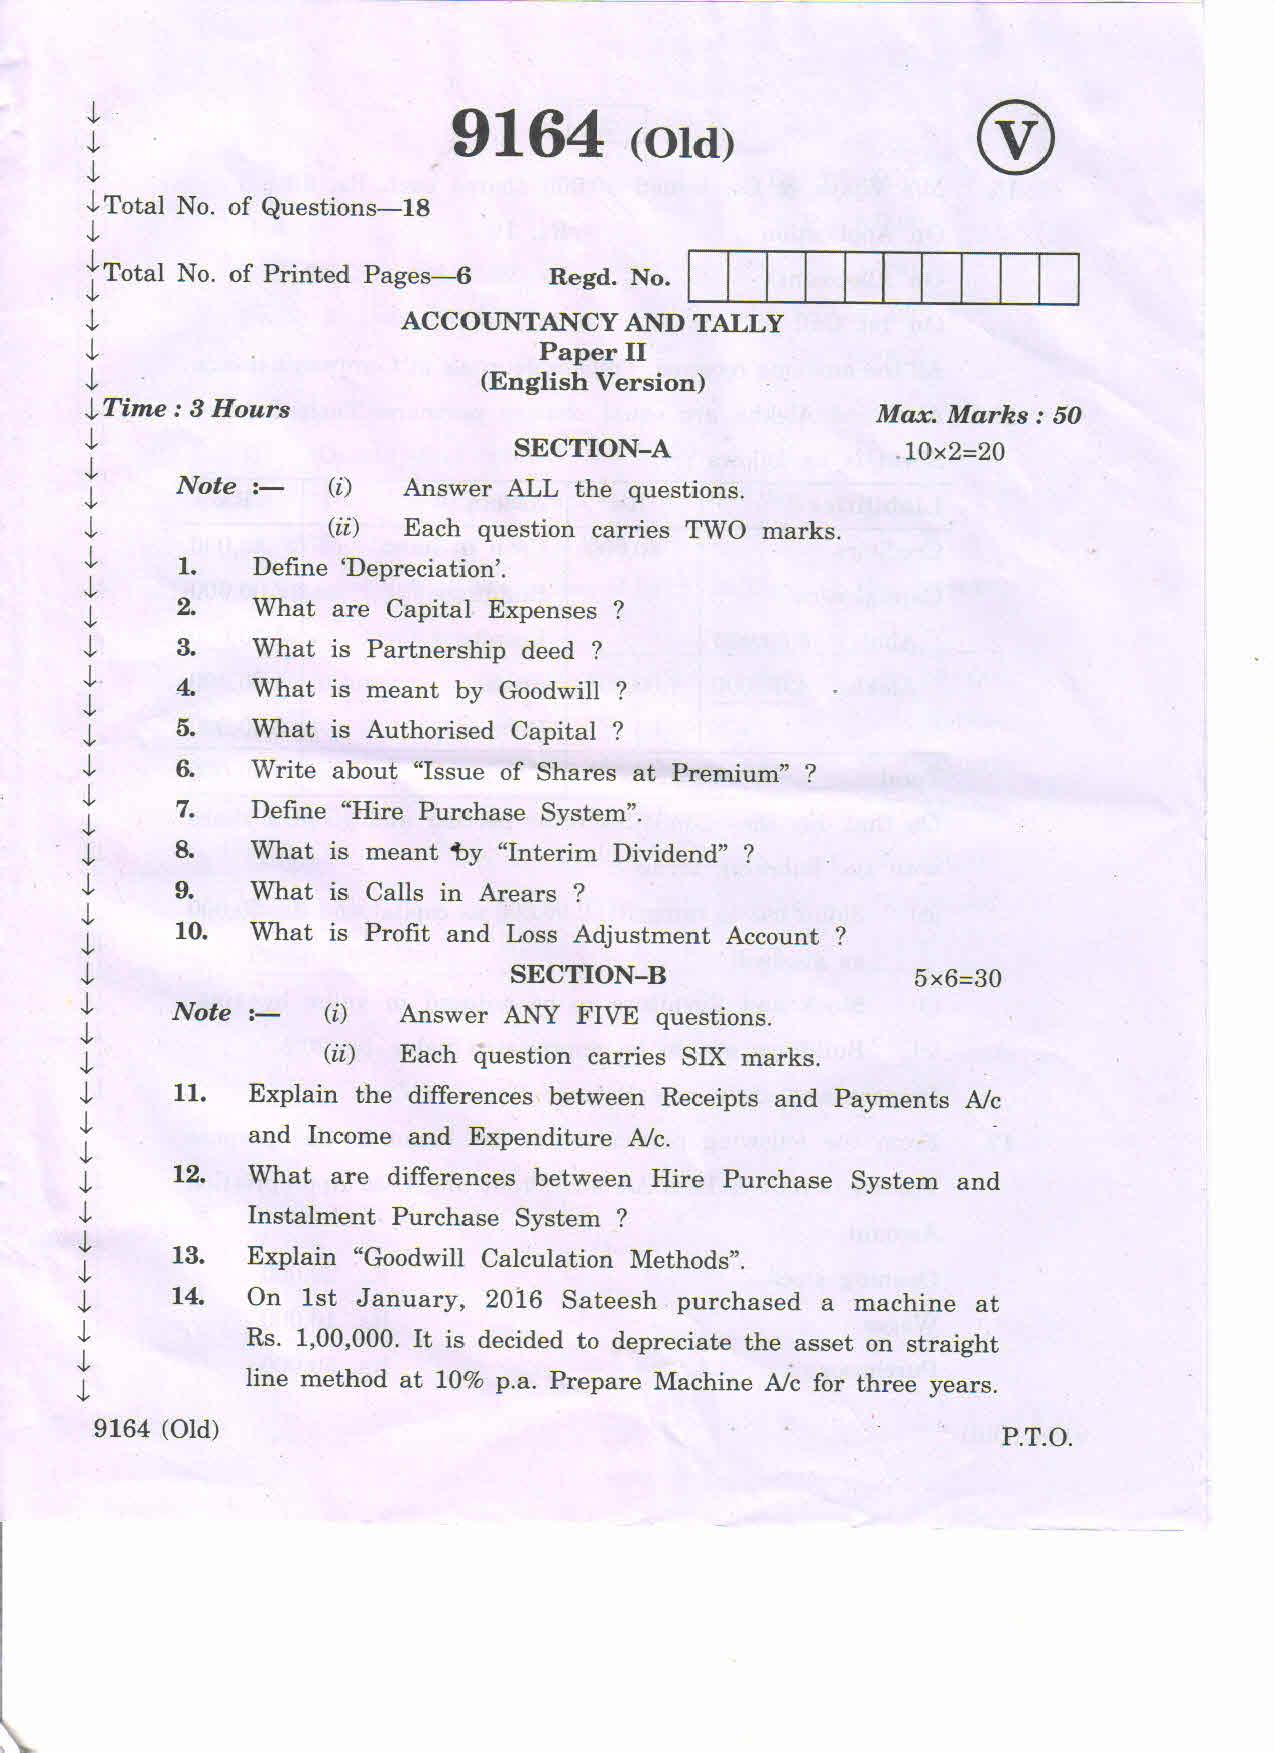 9164 (Old)
V
Total No. of Questions—18
Total No. of Printed Pages—6 Regd. No.
ACCOUNTANCY AND TALLY
Paper II
(English Version)
Time : 3 Hours Max. Marks : 50
SECTION–A 10×2=20
Note :— (i) Answer ALL the questions.
(ii) Each question carries TWO marks.
1. Define ‘Depreciation’.
2. What are Capital Expenses ?
3. What is Partnership deed ?
4. What is meant by Goodwill ?
5. What is Authorised Capital ?
6. Write about “Issue of Shares at Premium” ?
7. Define “Hire Purchase System”.
8. What is meant by “Interim Dividend” ?
9. What is Calls in Arears ?
10. What is Profit and Loss Adjustment Account ?
SECTION–B 5×6=30
Note :— (i) Answer ANY FIVE questions.
(ii) Each question carries SIX marks.
11. Explain the differences between Receipts and Payments A/c
and Income and Expenditure A/c.
12. What are differences between Hire Purchase System and
Instalment Purchase System ?
13. Explain “Goodwill Calculation Methods”.
14. On 1st January, 2016 Sateesh purchased a machine at
Rs. 1,00,000. It is decided to depreciate the asset on straight
line method at 10% p.a. Prepare Machine A/c for three years.
9164 (Old) P.T.O.